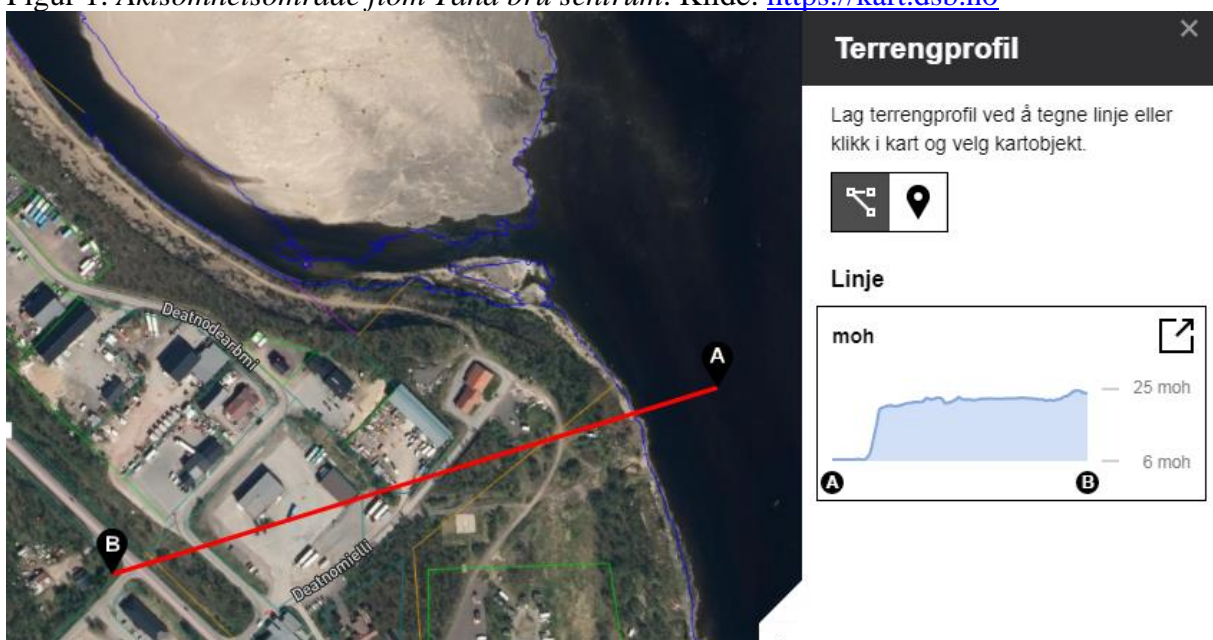 Figur 1. Aktsomhetsområde flom Tana bru sentrum. Kilde: https://kart.dsb.no
Terrengprofil
×
Lag terrengprofil ved å tegne linje eller
klikk i kart og velg kartobjekt.
Linje
moh
25 moh
6 moh
A
B
Deatnodearbmi
A
B
Deatnomielli